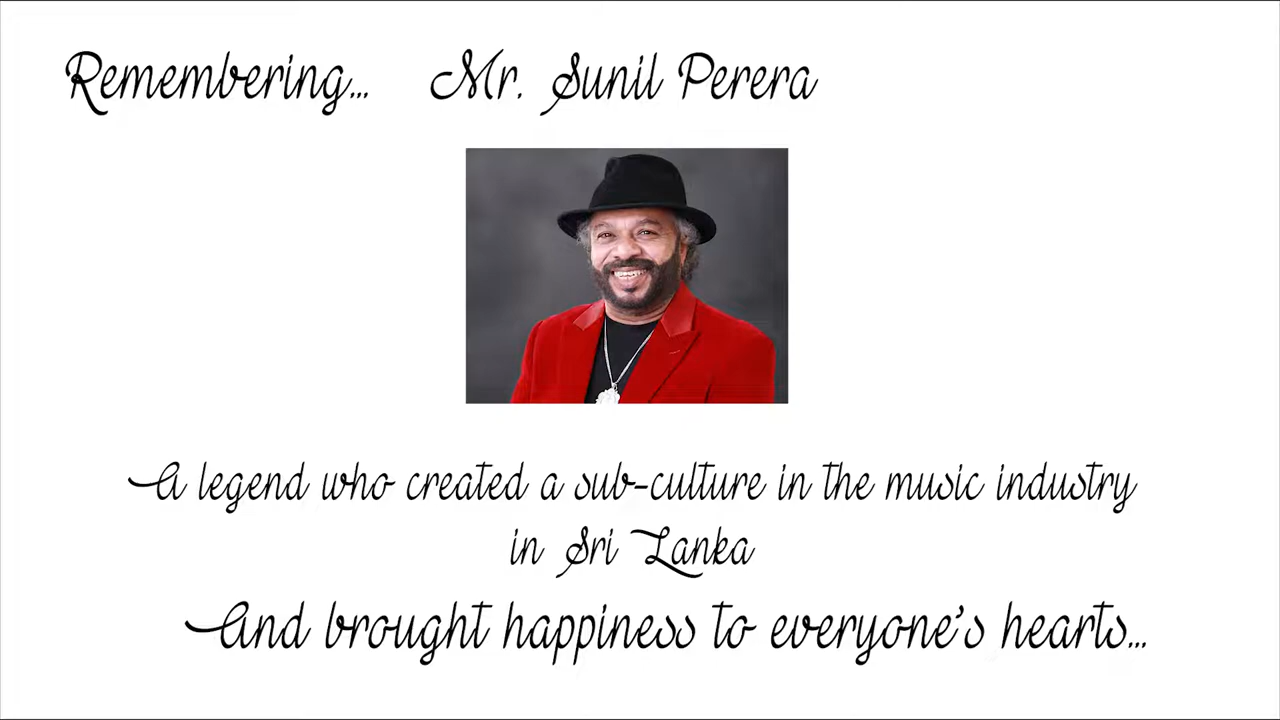 Remembering... Mr. Sunil Perera
A legend who created a sub-culture in the music industry
in Sri Lanka
And brought happiness to everyone's hearts...